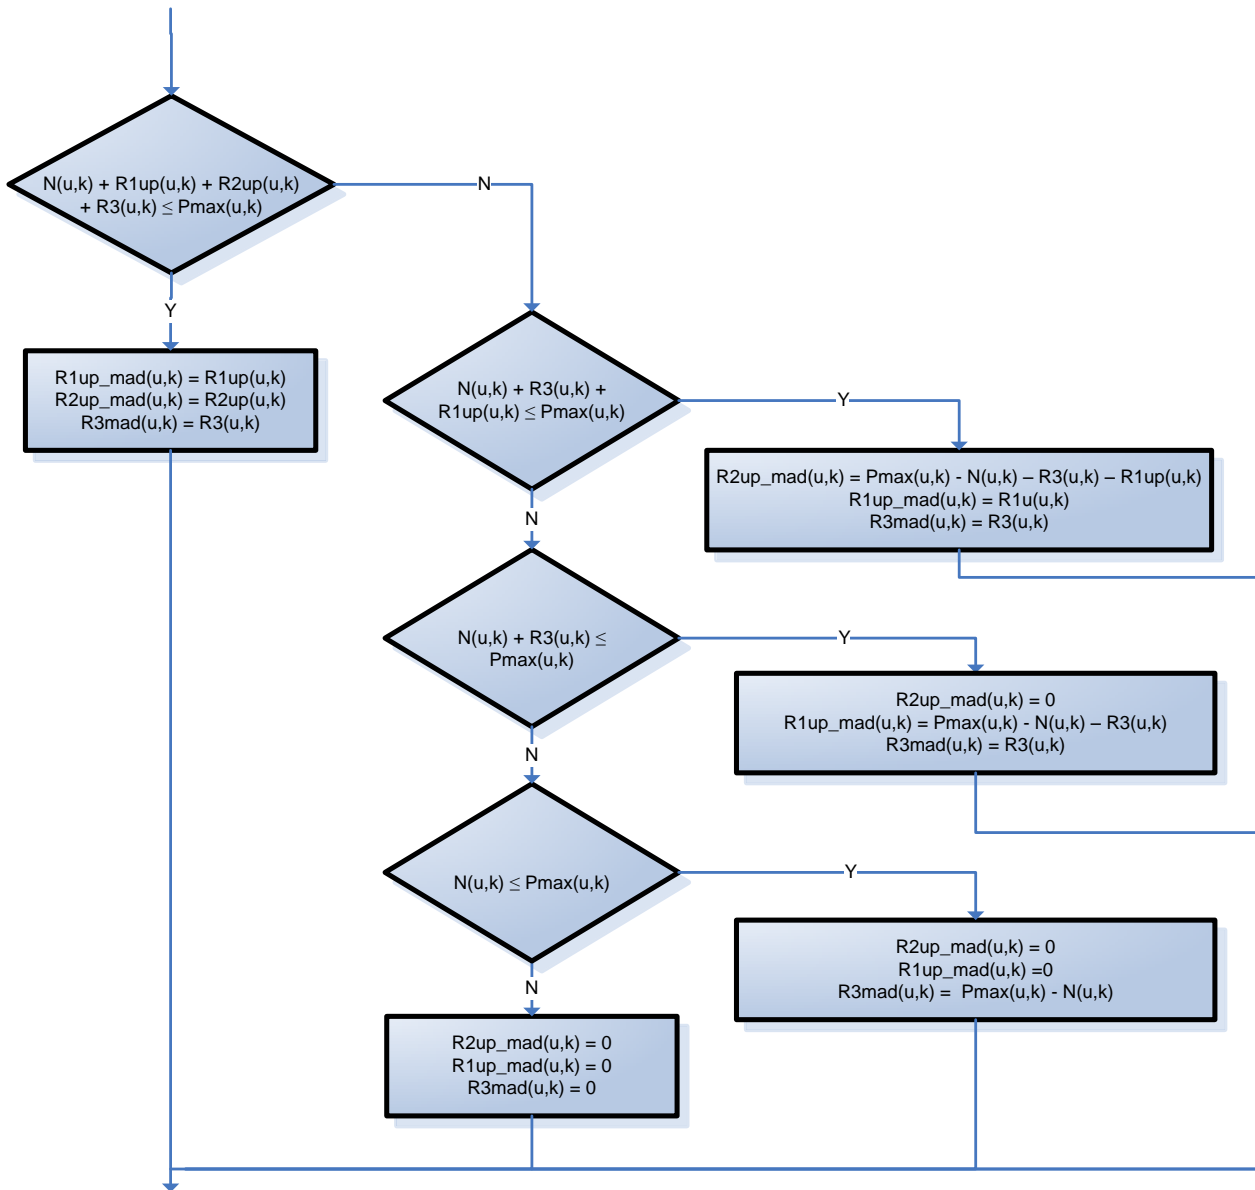 N(u,k) + R1up(u,k) + R2up(u,k)
+ R3(u,k) ≤ Pmax(u,k)
N
Y
R1up_mad(u,k) = R1up(u,k)
R2up_mad(u,k) = R2up(u,k)
R3mad(u,k) = R3(u,k)
N(u,k) + R3(u,k) +
R1up(u,k) ≤ Pmax(u,k)
Y
R2up_mad(u,k) = Pmax(u,k) - N(u,k) – R3(u,k) – R1up(u,k)
R1up_mad(u,k) = R1u(u,k)
R3mad(u,k) = R3(u,k)
N
N(u,k) + R3(u,k) ≤
Pmax(u,k)
Y
R2up_mad(u,k) = 0
R1up_mad(u,k) = Pmax(u,k) - N(u,k) – R3(u,k)
R3mad(u,k) = R3(u,k)
N
N(u,k) ≤ Pmax(u,k)
Y
R2up_mad(u,k) = 0
R1up_mad(u,k) =0
R3mad(u,k) =  Pmax(u,k) - N(u,k)
N
R2up_mad(u,k) = 0
R1up_mad(u,k) = 0
R3mad(u,k) = 0